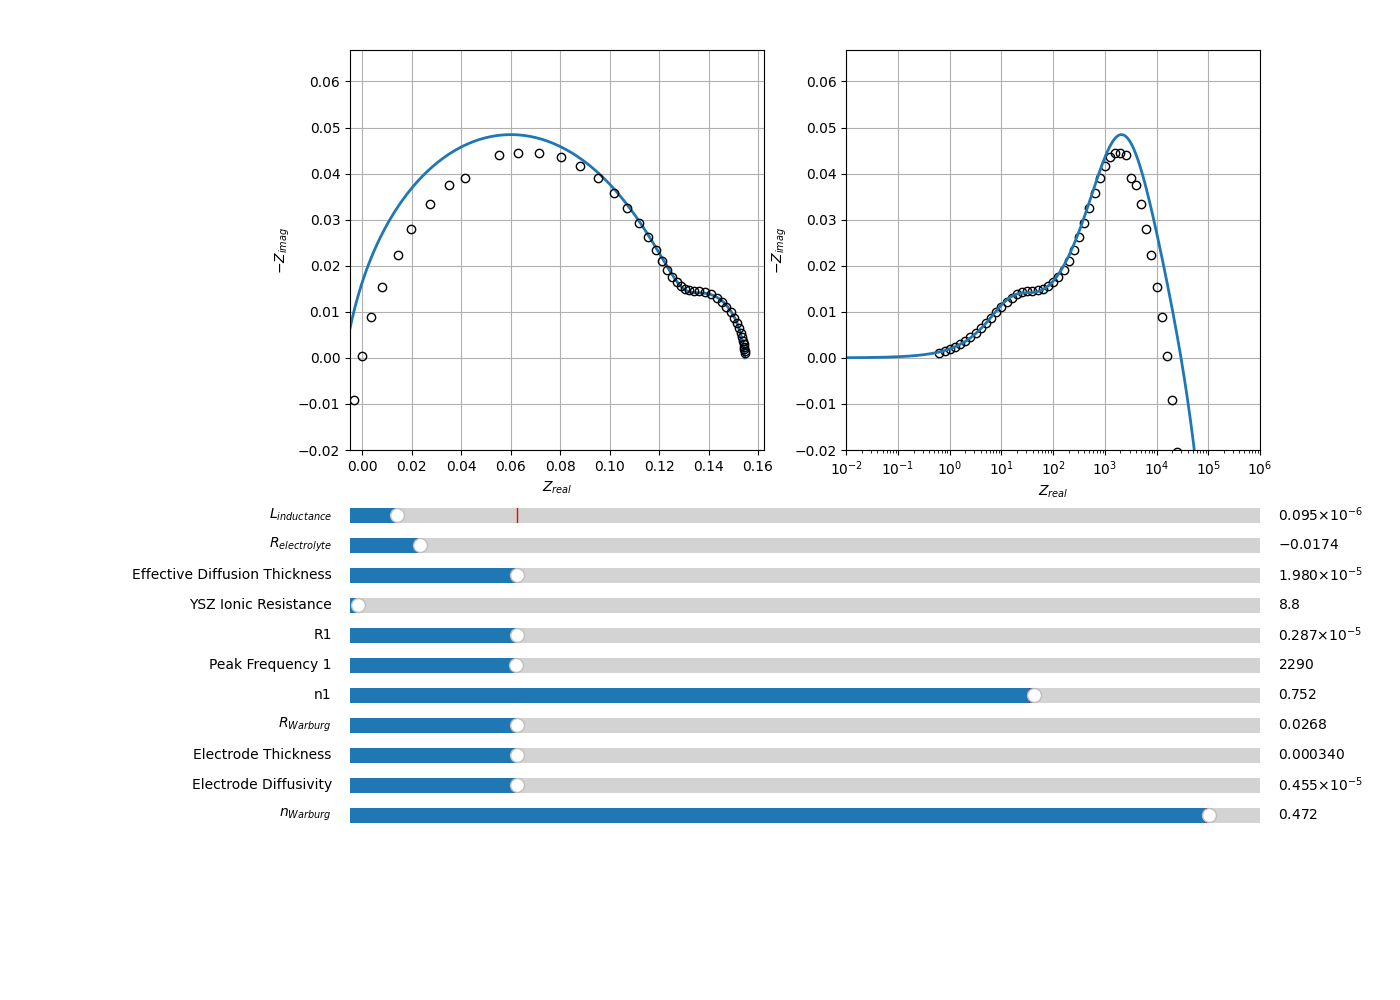 0.06
0.05
0.04
0.03
0.02
0.01
0.00
−0.01
−0.02
−Z_imag
0.00 0.02 0.04 0.06 0.08 0.10 0.12 0.14 0.16
Z_real
0.06
0.05
0.04
0.03
0.02
0.01
0.00
−0.01
−0.02
−Z_imag
10^−2 10^−1 10^0 10^1 10^2 10^3 10^4 10^5 10^6
Z_real
L_inductance 0.095×10^−6
R_electrolyte −0.0174
Effective Diffusion Thickness 1.980×10^−5
YSZ Ionic Resistance 8.8
R1 0.287×10^−5
Peak Frequency 1 2290
n1 0.752
R_Warburg 0.0268
Electrode Thickness 0.000340
Electrode Diffusivity 0.455×10^−5
n_Warburg 0.472